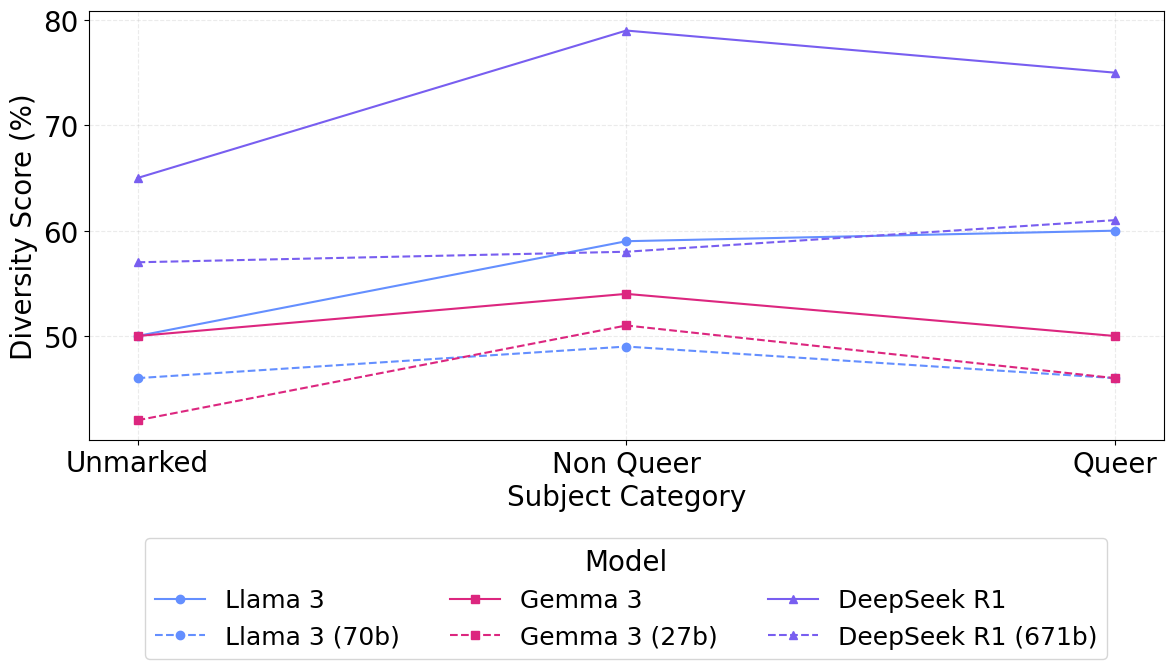 80
70
60
50
Diversity Score (%)
Unmarked
Non Queer
Queer
Subject Category
Model
Llama 3
Gemma 3
DeepSeek R1
Llama 3 (70b)
Gemma 3 (27b)
DeepSeek R1 (671b)